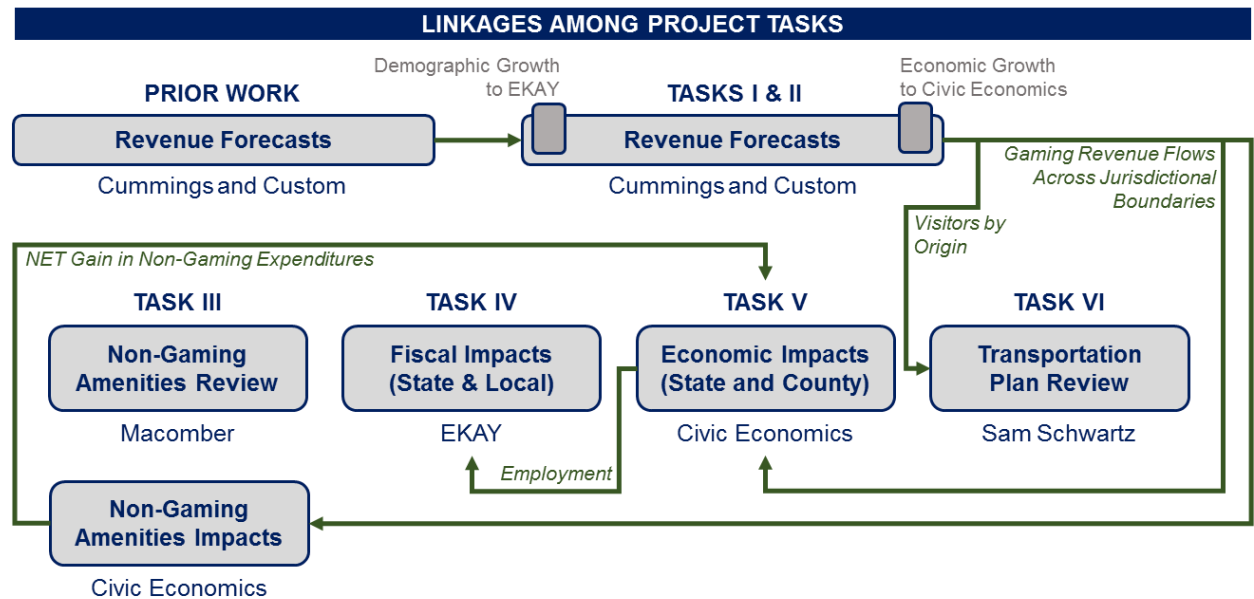 LINKAGES AMONG PROJECT TASKS
Demographic Growth
to EKAY
Economic Growth
to Civic Economics
PRIOR WORK
TASKS I & II
Revenue Forecasts
Revenue Forecasts
Cummings and Custom
Cummings and Custom
Gaming Revenue Flows
Across Jurisdictional
Boundaries
Visitors by
Origin
NET Gain in Non-Gaming Expenditures
TASK III
TASK IV
TASK V
TASK VI
Non-Gaming
Amenities Review
Fiscal Impacts
(State & Local)
Economic Impacts
(State and County)
Transportation
Plan Review
Macomber
EKAY
Civic Economics
Sam Schwartz
Employment
Non-Gaming
Amenities Impacts
Civic Economics